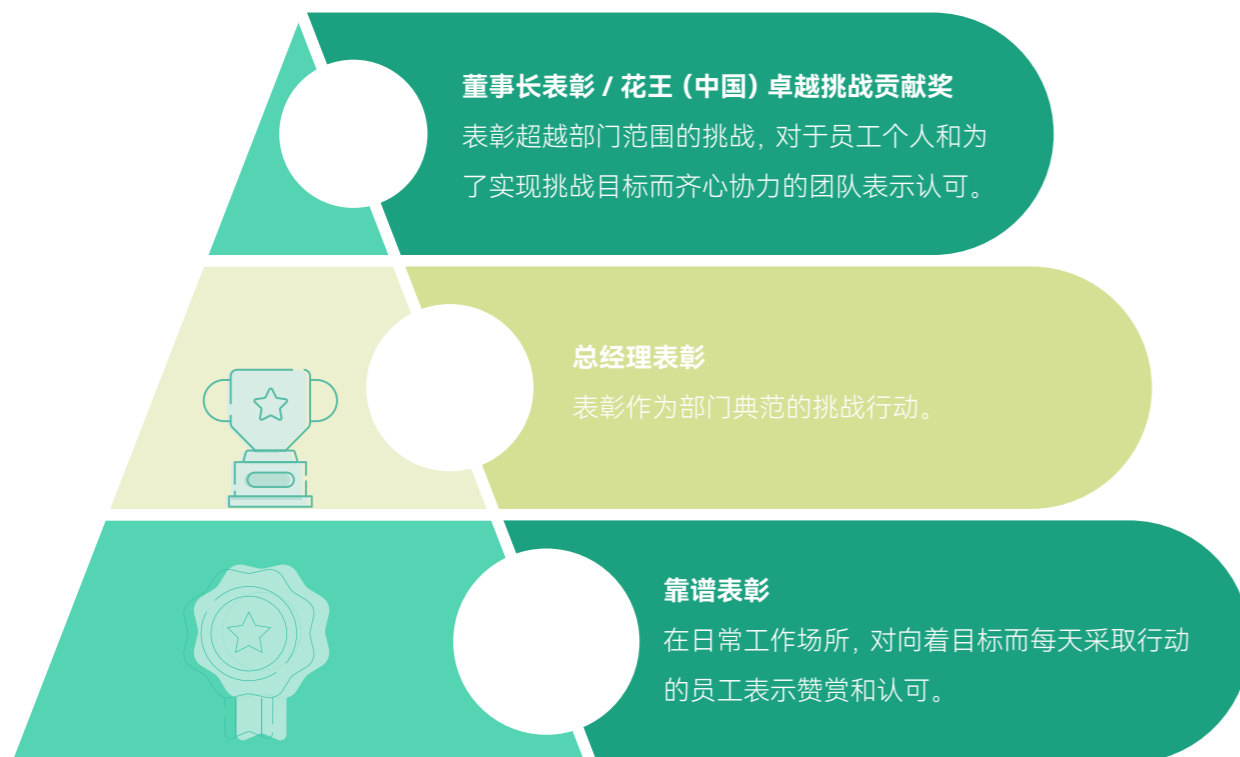 董事长表彰 / 花王（中国）卓越挑战贡献奖
表彰超越部门范围的挑战，对于员工个人和为
了实现挑战目标而齐心协力的团队表示认可。
总经理表彰
表彰作为部门典范的挑战行动。
靠谱表彰
在日常工作场所，对向着目标而每天采取行动
的员工表示赞赏和认可。